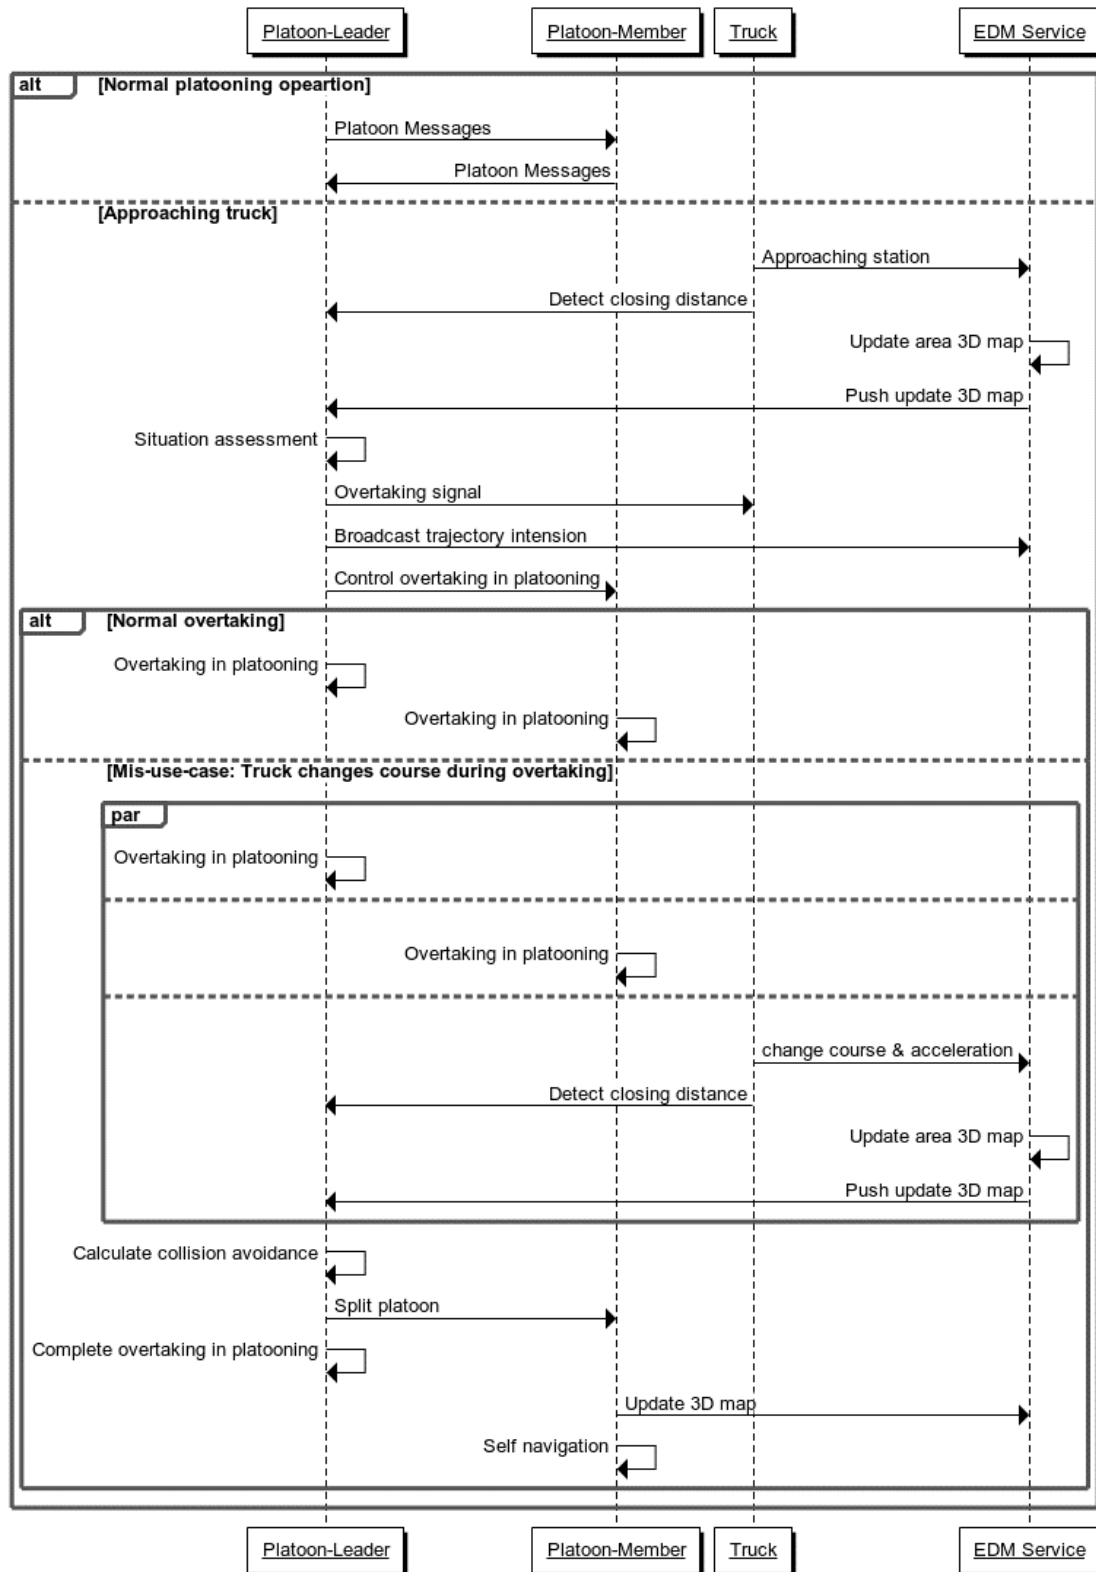 Platoon-Leader
Platoon-Member
Truck
EDM Service
alt
[Normal platooning opeartion]
Platoon Messages
Platoon Messages
[Approaching truck]
Approaching station
Detect closing distance
Update area 3D map
Push update 3D map
Situation assessment
Overtaking signal
Broadcast trajectory intension
Control overtaking in platooning
alt
[Normal overtaking]
Overtaking in platooning
Overtaking in platooning
[Mis-use-case: Truck changes course during overtaking]
par
Overtaking in platooning
Overtaking in platooning
change course & acceleration
Detect closing distance
Update area 3D map
Push update 3D map
Calculate collision avoidance
Split platoon
Complete overtaking in platooning
Update 3D map
Self navigation
Platoon-Leader
Platoon-Member
Truck
EDM Service